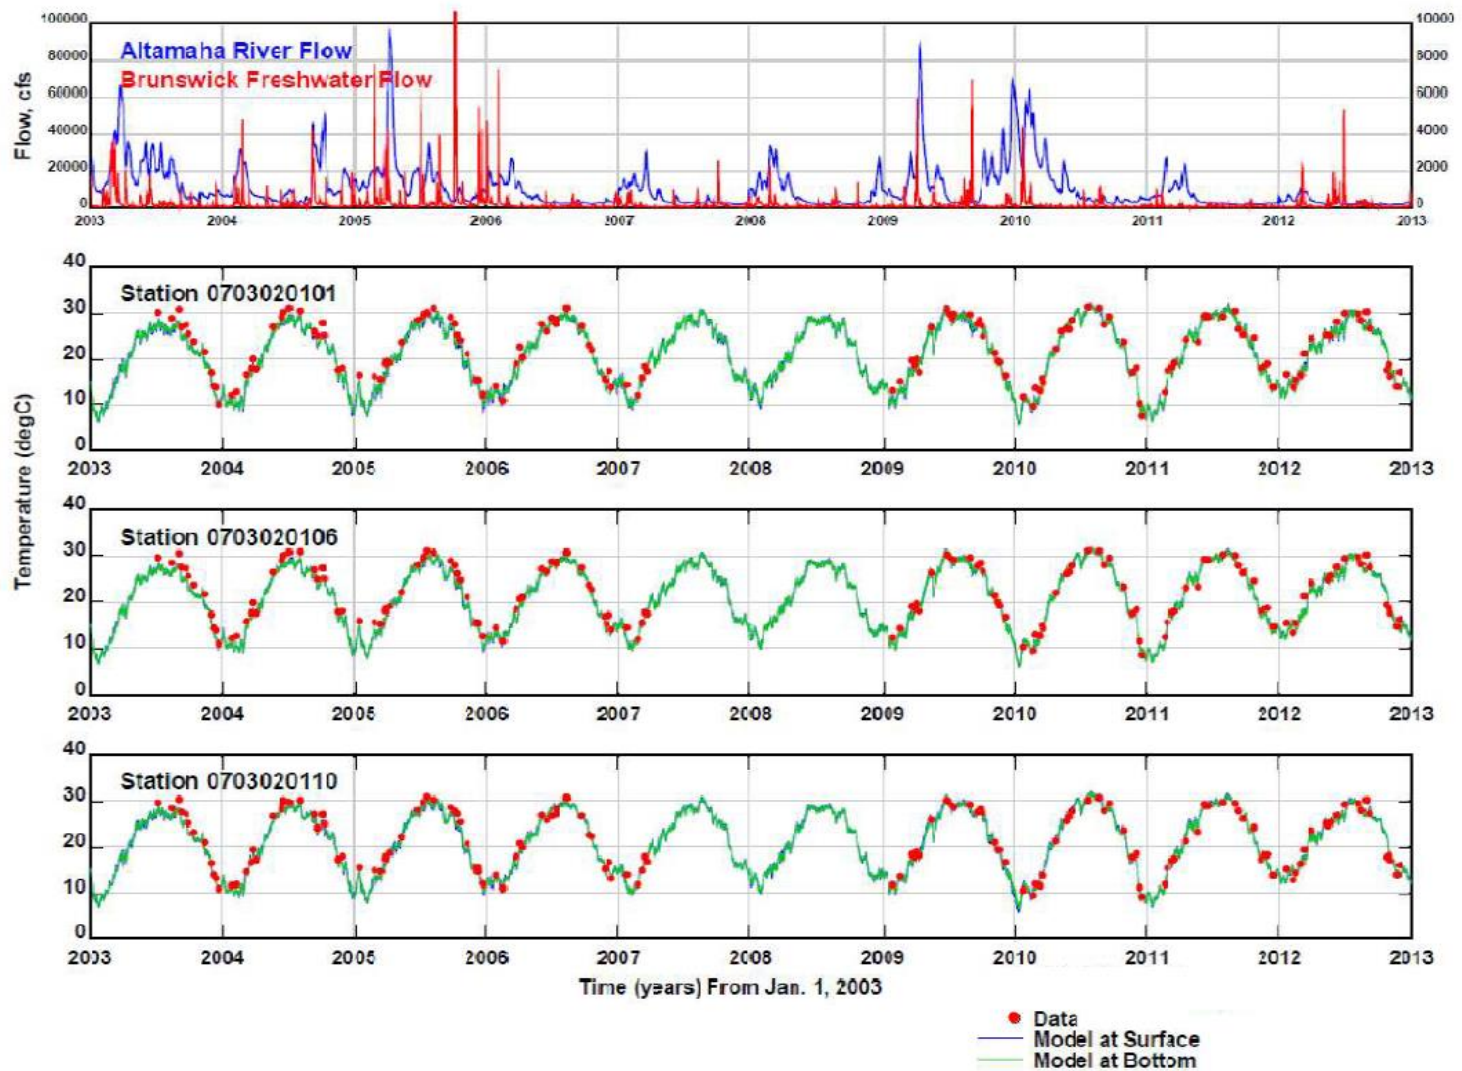 100000 10000
Altamaha River Flow
80000 8000
Brunswick Freshwater Flow
60000 6000
Flow, cfs
40000 4000
20000 2000
0 0
2003 2004 2005 2006 2007 2008 2009 2010 2011 2012 2013
40
Station 0703020101
30
20
10
0
2003 2004 2005 2006 2007 2008 2009 2010 2011 2012 2013
Temperature (degC)
40
Station 0703020106
30
20
10
0
2003 2004 2005 2006 2007 2008 2009 2010 2011 2012 2013
40
Station 0703020110
30
20
10
0
2003 2004 2005 2006 2007 2008 2009 2010 2011 2012 2013
Time (years) From Jan. 1, 2003
Data
Model at Surface
Model at Bottom